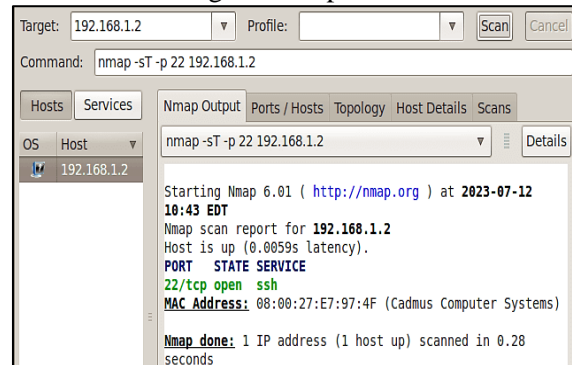 Target: 192.168.1.2 Profile: Scan Cancel
Command: nmap -sT -p 22 192.168.1.2
Hosts Services
Nmap Output Ports / Hosts Topology Host Details Scans
OS Host
nmap -sT -p 22 192.168.1.2 Details
192.168.1.2
Starting Nmap 6.01 ( http://nmap.org ) at 2023-07-12
10:43 EDT
Nmap scan report for 192.168.1.2
Host is up (0.0059s latency).
PORT STATE SERVICE
22/tcp open ssh
MAC Address: 08:00:27:E7:97:4F (Cadmus Computer Systems)
Nmap done: 1 IP address (1 host up) scanned in 0.28
seconds